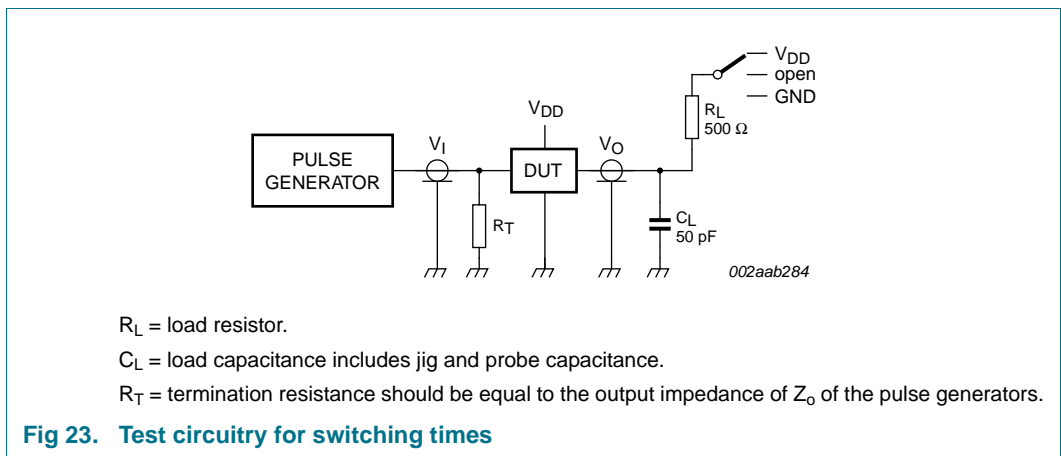 VDD
open
GND
RL
500 Ω
VDD
VI
VO
PULSE
GENERATOR
DUT
RT
CL
50 pF
002aab284
RL = load resistor.
CL = load capacitance includes jig and probe capacitance.
RT = termination resistance should be equal to the output impedance of Zo of the pulse generators.
Fig 23. Test circuitry for switching times